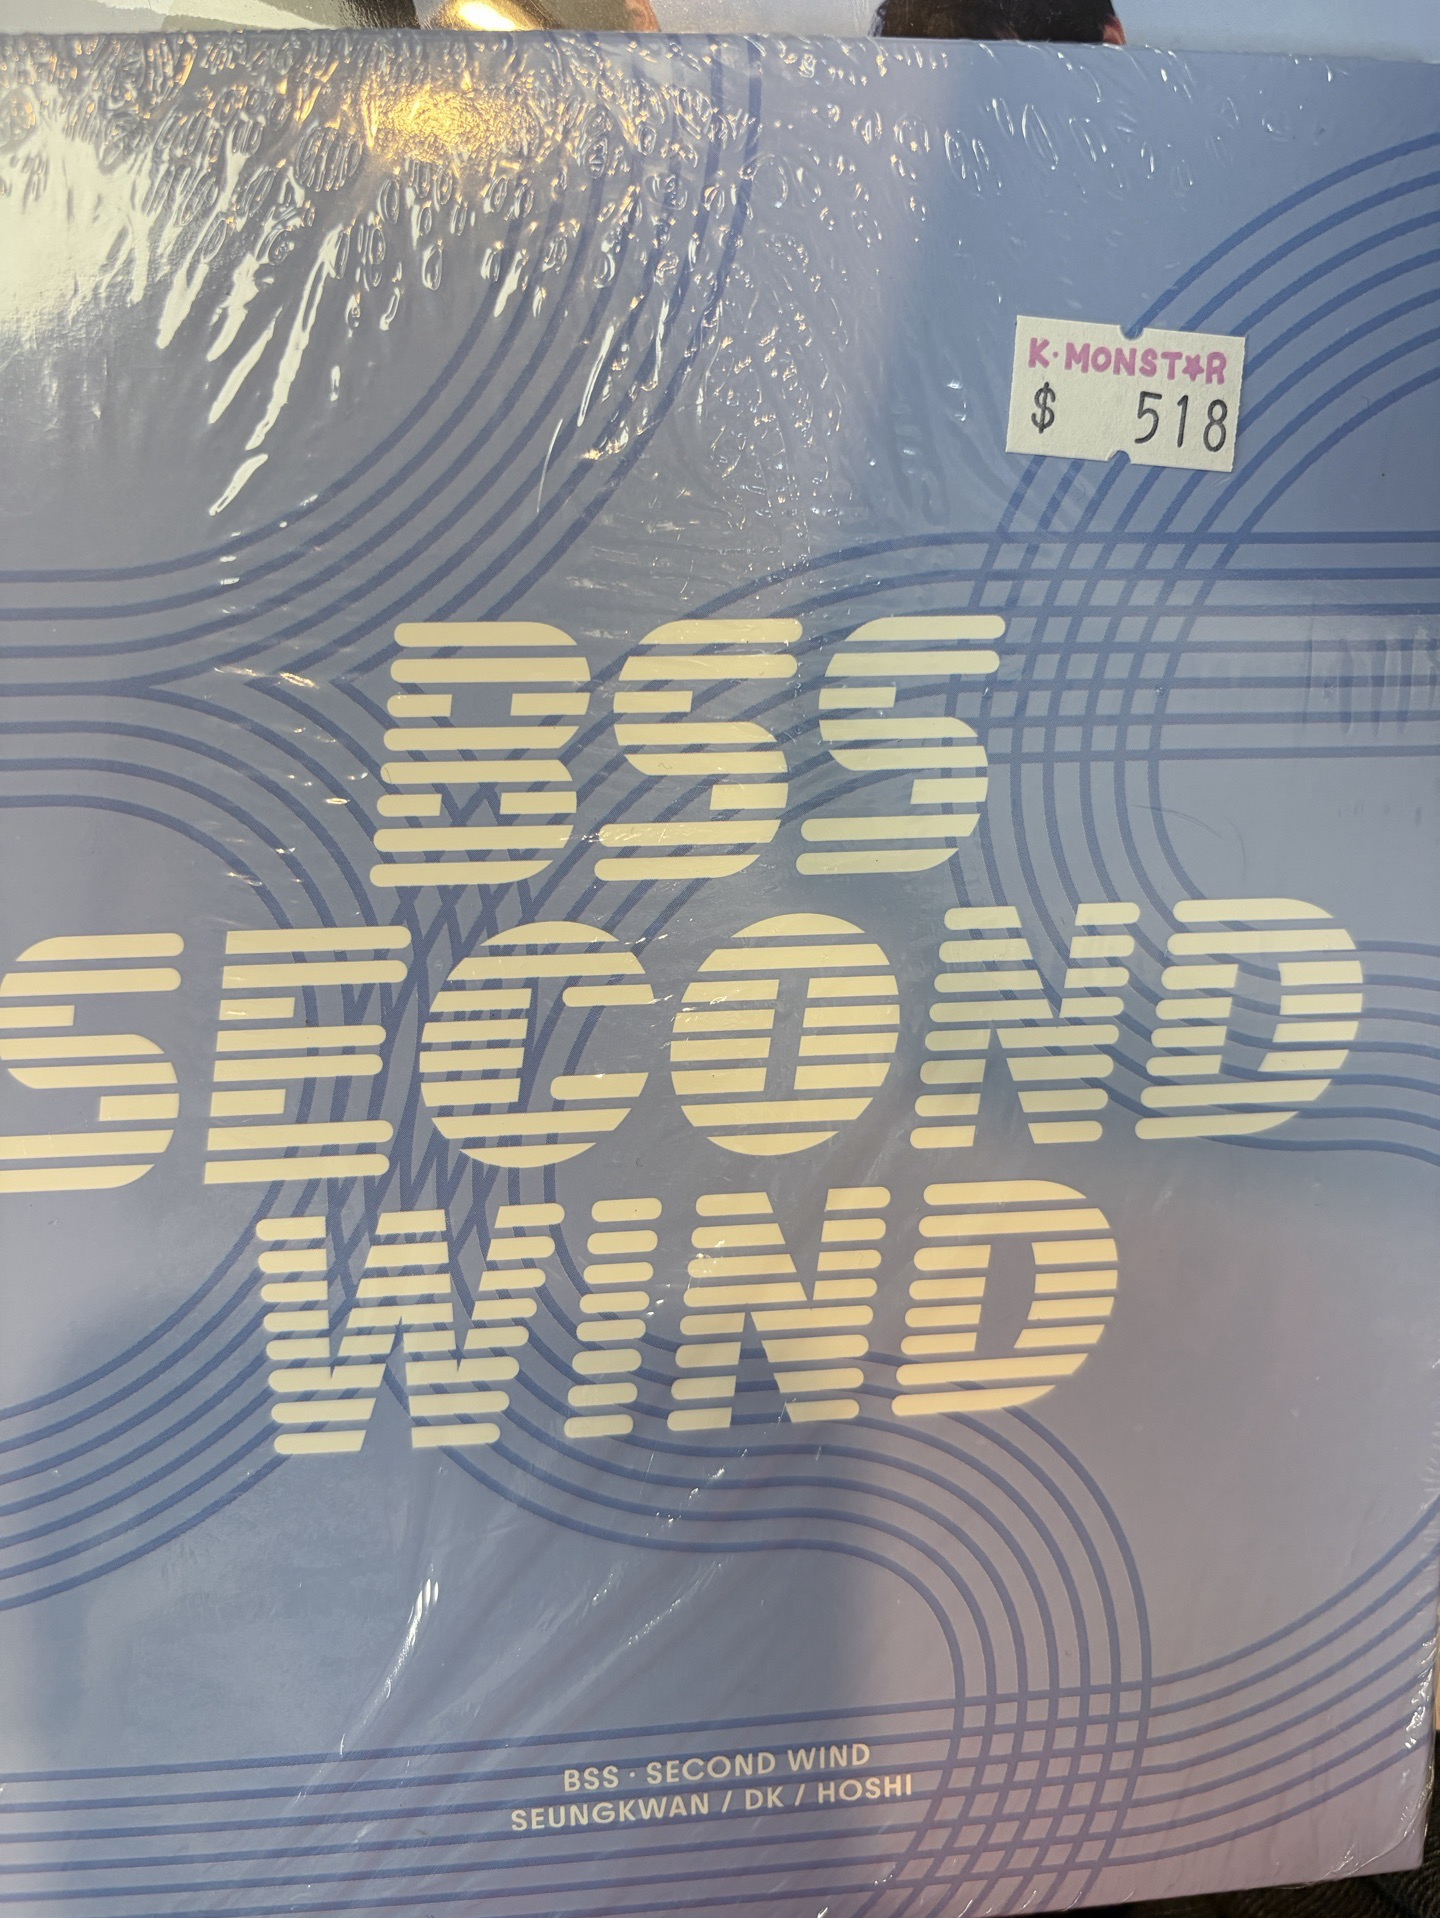 K·MONST★R
$ 518
BSS
SECOND
WIND
BSS · SECOND WIND
SEUNGKWAN / DK / HOSHI